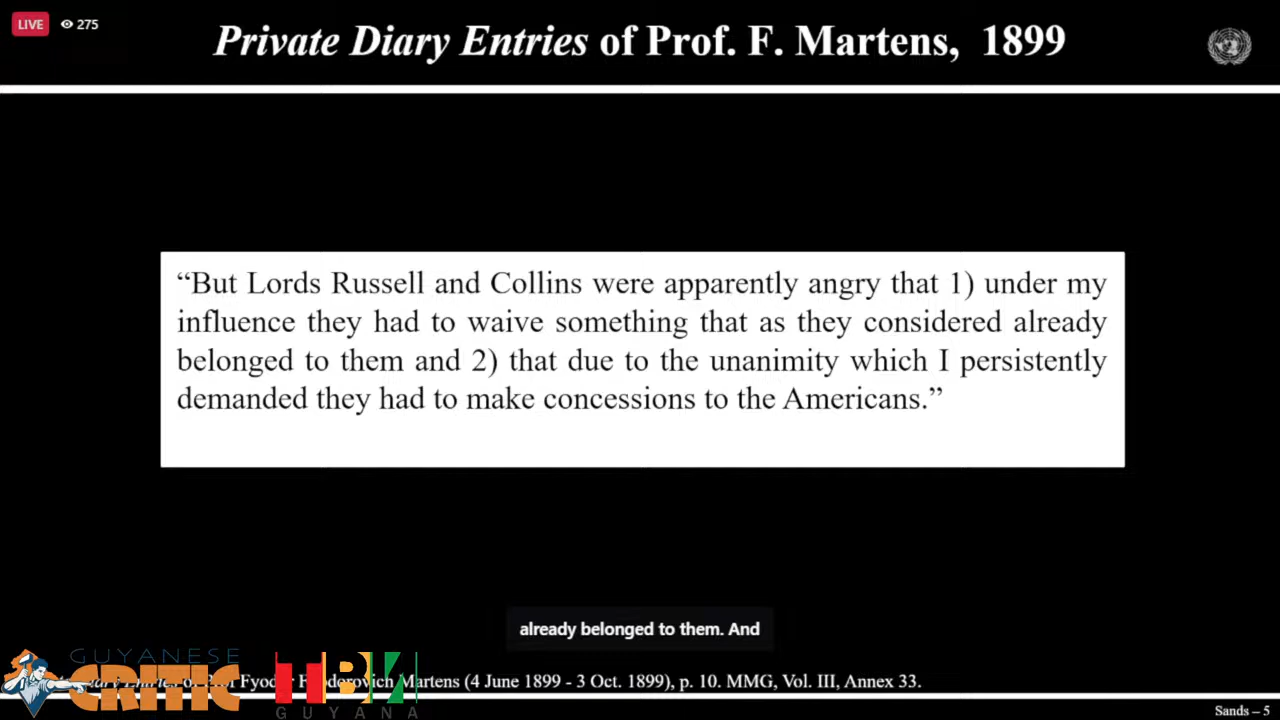 LIVE 275
Private Diary Entries of Prof. F. Martens, 1899
“But Lords Russell and Collins were apparently angry that 1) under my
influence they had to waive something that as they considered already
belonged to them and 2) that due to the unanimity which I persistently
demanded they had to make concessions to the Americans.”
already belonged to them. And
GUYANESE
CRITIC
GUYANA
Martens (4 June 1899 - 3 Oct. 1899), p. 10. MMG, Vol. III, Annex 33.
Sands – 5